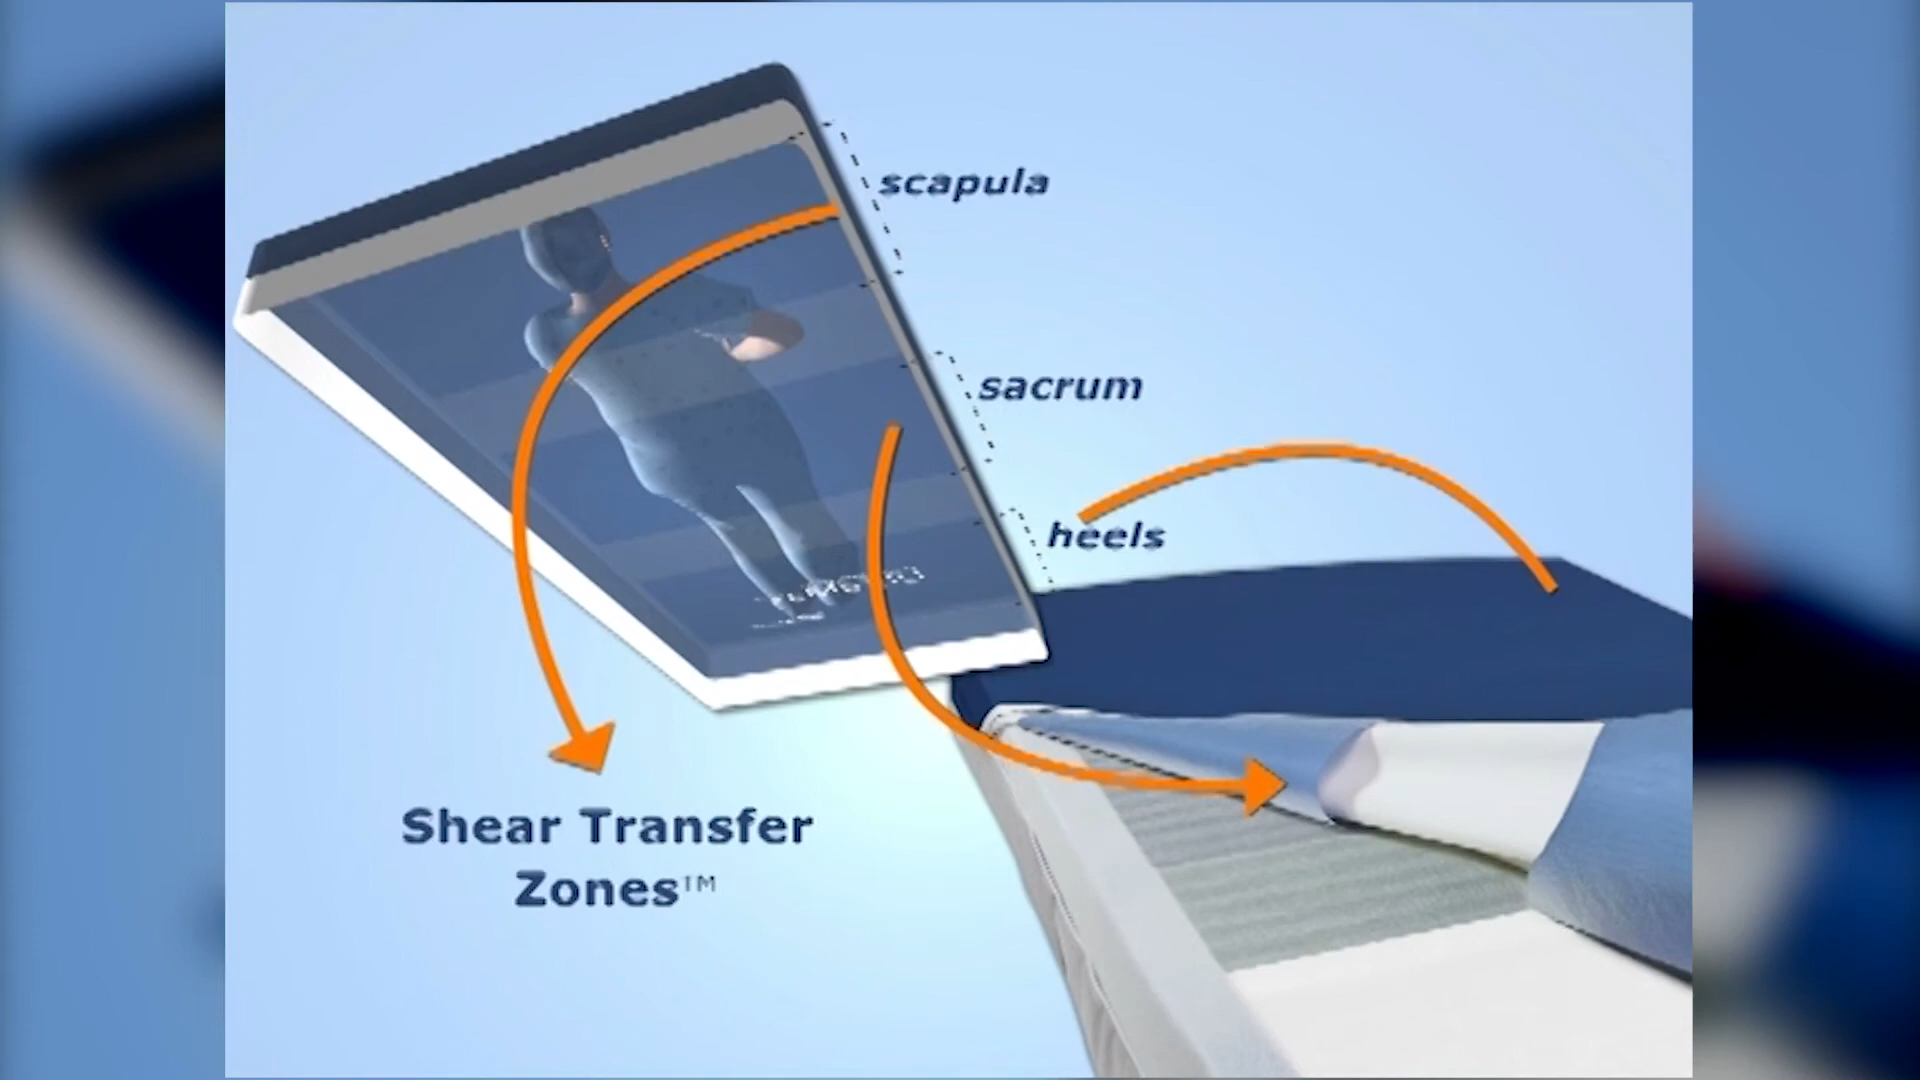 scapula
sacrum
heels
Shear Transfer
Zones™